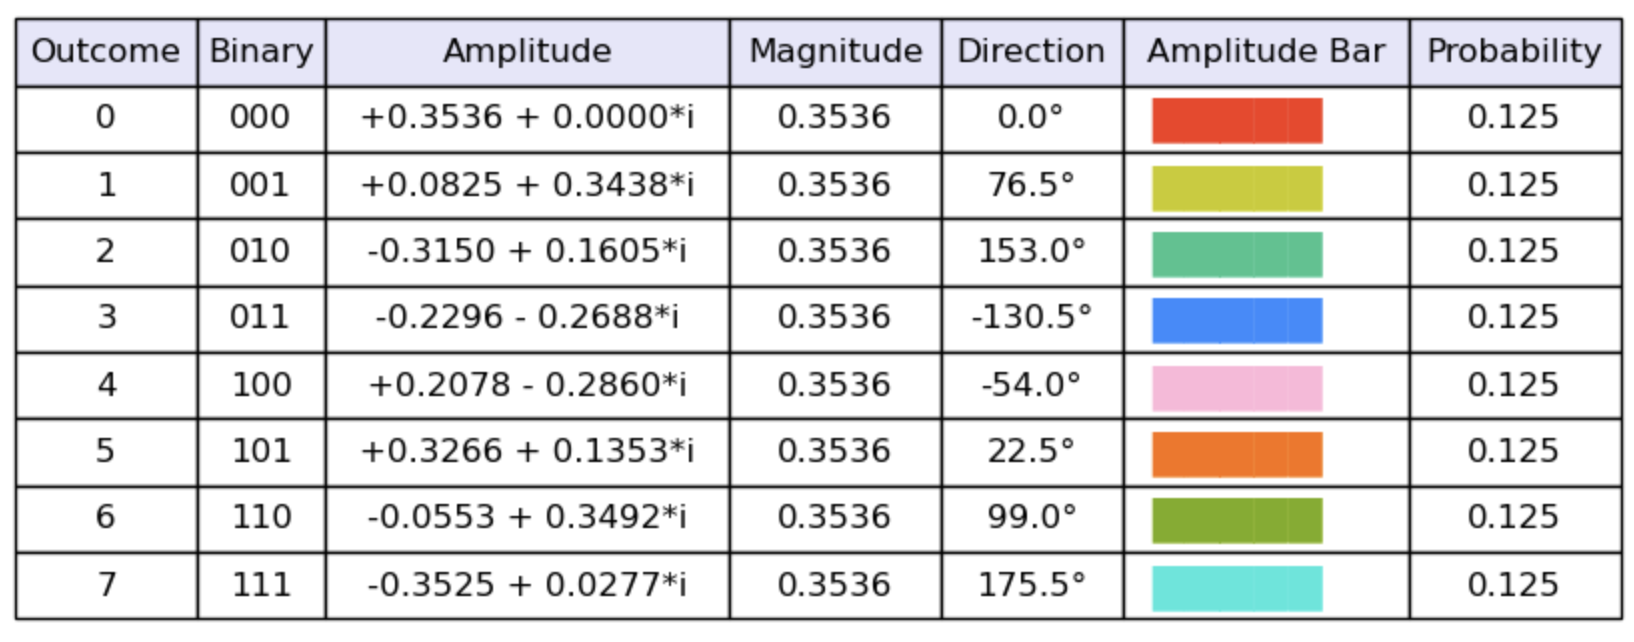 Outcome Binary Amplitude Magnitude Direction Amplitude Bar Probability
0 000 +0.3536 + 0.0000*i 0.3536 0.0° 0.125
1 001 +0.0825 + 0.3438*i 0.3536 76.5° 0.125
2 010 -0.3150 + 0.1605*i 0.3536 153.0° 0.125
3 011 -0.2296 - 0.2688*i 0.3536 -130.5° 0.125
4 100 +0.2078 - 0.2860*i 0.3536 -54.0° 0.125
5 101 +0.3266 + 0.1353*i 0.3536 22.5° 0.125
6 110 -0.0553 + 0.3492*i 0.3536 99.0° 0.125
7 111 -0.3525 + 0.0277*i 0.3536 175.5° 0.125